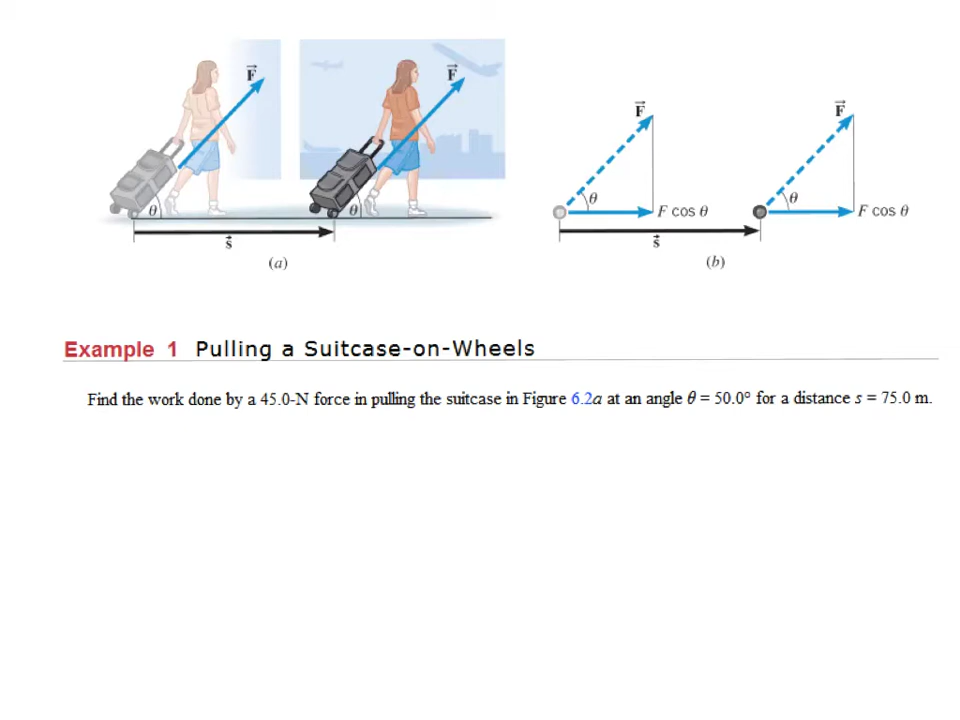 F⃗ F⃗
F⃗ F⃗
θ θ
θ F cos θ θ F cos θ
s⃗ s⃗
(a) (b)
Example 1 Pulling a Suitcase-on-Wheels
Find the work done by a 45.0-N force in pulling the suitcase in Figure 6.2a at an angle θ = 50.0° for a distance s = 75.0 m.